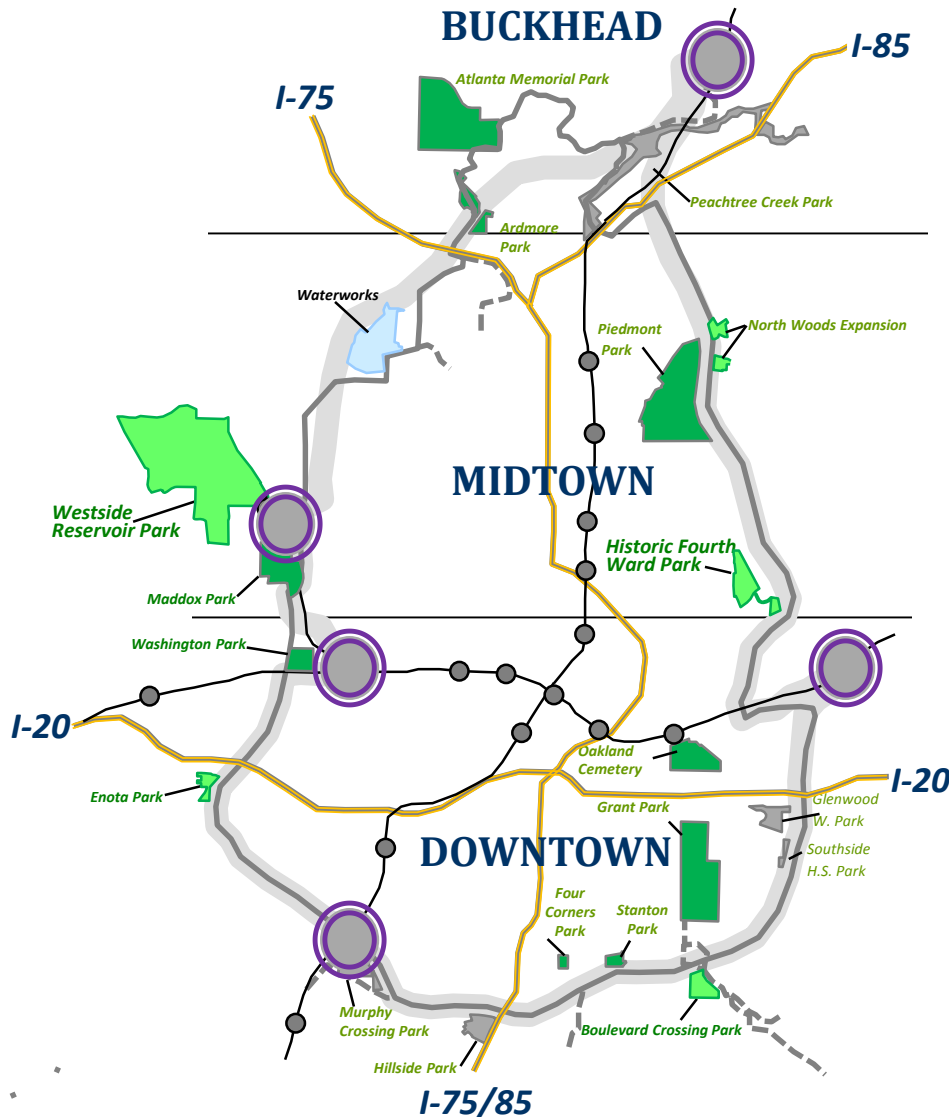 BUCKHEAD
I-85
Atlanta Memorial Park
I-75
Peachtree Creek Park
Ardmore
Park
Waterworks
Piedmont
Park
North Woods Expansion
MIDTOWN
Westside
Reservoir Park
Historic Fourth
Ward Park
Maddox Park
Washington Park
I-20
Oakland
Cemetery
I-20
Enota Park
Grant Park
Glenwood
W. Park
DOWNTOWN
Southside
H.S. Park
Four
Corners
Park
Stanton
Park
Murphy
Crossing Park
Boulevard Crossing Park
Hillside Park
I-75/85